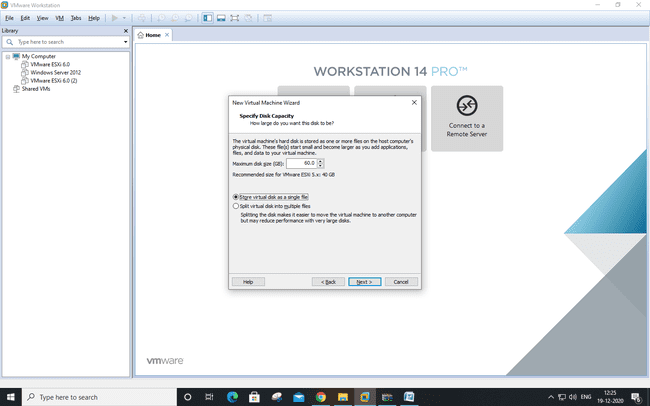 VMware Workstation
File Edit View VM Tabs Help
Library
Type here to search
My Computer
VMware ESXi 6.0
Windows Server 2012
VMware ESXi 6.0 (2)
Shared VMs
Home
WORKSTATION 14 PRO™
Connect to a
Remote Server
New Virtual Machine Wizard
Specify Disk Capacity
How large do you want this disk to be?
The virtual machine's hard disk is stored as one or more files on the host computer's
physical disk. These file(s) start small and become larger as you add applications,
files, and data to your virtual machine.
Maximum disk size (GB): 60.0
Recommended size for VMware ESXi 5.x: 40 GB
Store virtual disk as a single file
Split virtual disk into multiple files
Splitting the disk makes it easier to move the virtual machine to another computer
but may reduce performance with very large disks.
Help < Back Next > Cancel
vmware
Type here to search
ENG
12:25
19-12-2020